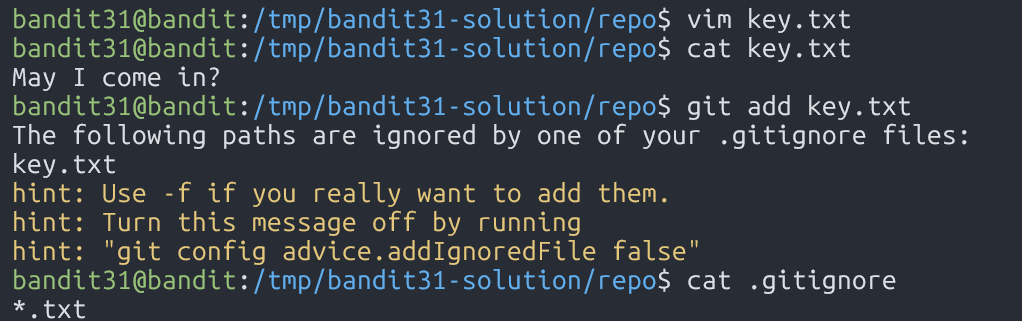 bandit31@bandit:/tmp/bandit31-solution/repo$ vim key.txt
bandit31@bandit:/tmp/bandit31-solution/repo$ cat key.txt
May I come in?
bandit31@bandit:/tmp/bandit31-solution/repo$ git add key.txt
The following paths are ignored by one of your .gitignore files:
key.txt
hint: Use -f if you really want to add them.
hint: Turn this message off by running
hint: "git config advice.addIgnoredFile false"
bandit31@bandit:/tmp/bandit31-solution/repo$ cat .gitignore
*.txt